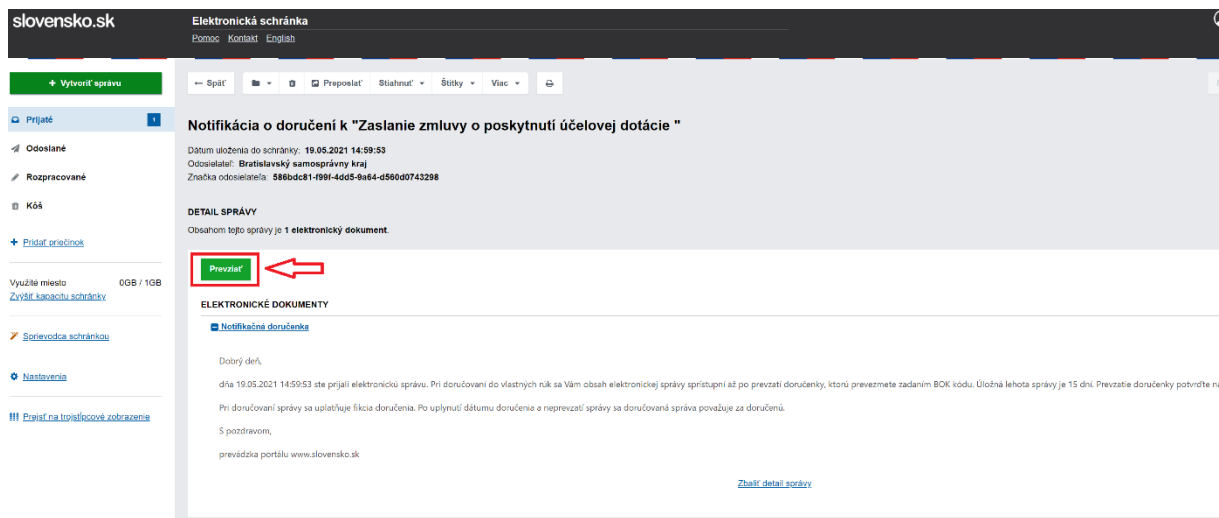 slovensko.sk
Elektronická schránka
Pomoc Kontakt English
+ Vytvoriť správu
← Späť Preposlať Stiahnuť Štítky Viac
Prijaté
Odoslané
Rozpracované
Kôš
+ Pridať priečinok
Využité miesto 0GB / 1GB
Zvýšiť kapacitu schránky
Sprievodca schránkou
Nastavenia
Prejsť na trojstĺpcové zobrazenie
Notifikácia o doručení k "Zaslanie zmluvy o poskytnutí účelovej dotácie "
Dátum uloženia do schránky: 19.05.2021 14:59:53
Odosielateľ: Bratislavský samosprávny kraj
Značka odosielateľa: 586bdc81-f99f-4dd5-9a64-d560d0743298
DETAIL SPRÁVY
Obsahom tejto správy je 1 elektronický dokument.
Prevziať
ELEKTRONICKÉ DOKUMENTY
Notifikačná doručenka
Dobrý deň,
dňa 19.05.2021 14:59:53 ste prijali elektronickú správu. Pri doručovaní do vlastných rúk sa Vám obsah elektronickej správy sprístupní až po prevzatí doručenky, ktorú prevezmete zadaním BOK kódu. Úložná lehota správy je 15 dní. Prevzatie doručenky potvrďte na
Pri doručovaní správy sa uplatňuje fikcia doručenia. Po uplynutí dátumu doručenia a neprevzatí správy sa doručovaná správa považuje za doručenú.
S pozdravom,
prevádzka portálu www.slovensko.sk
Zbaliť detail správy